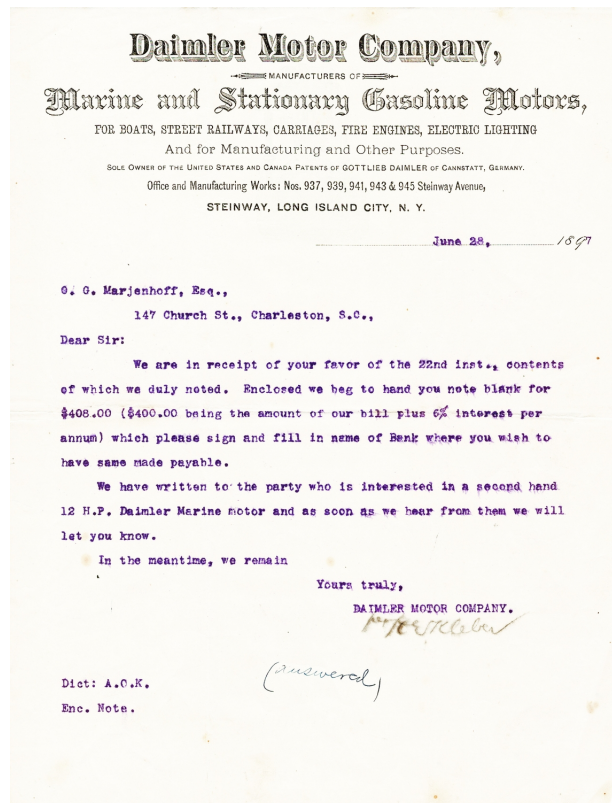 Daimler Motor Company,
MANUFACTURERS OF
Marine and Stationary Gasoline Motors,
FOR BOATS, STREET RAILWAYS, CARRIAGES, FIRE ENGINES, ELECTRIC LIGHTING
And for Manufacturing and Other Purposes.
SOLE OWNER OF THE UNITED STATES AND CANADA PATENTS OF GOTTLIEB DAIMLER OF CANNSTATT, GERMANY.
Office and Manufacturing Works: Nos. 937, 939, 941, 943 & 945 Steinway Avenue,
STEINWAY, LONG ISLAND CITY, N. Y.
June 28, 1897
G. G. Marjenhoff, Esq.,
147 Church St., Charleston, S.C.,
Dear Sir:
We are in receipt of your favor of the 22nd inst., contents
of which we duly noted. Enclosed we beg to hand you note blank for
$408.00 ($400.00 being the amount of our bill plus 6% interest per
annum) which please sign and fill in name of Bank where you wish to
have same made payable.
We have written to the party who is interested in a second hand
12 H.P. Daimler Marine motor and as soon as we hear from them we will
let you know.
In the meantime, we remain
Yours truly,
DAIMLER MOTOR COMPANY.
Kleber
(answered)
Dict: A.O.K.
Enc. Note.